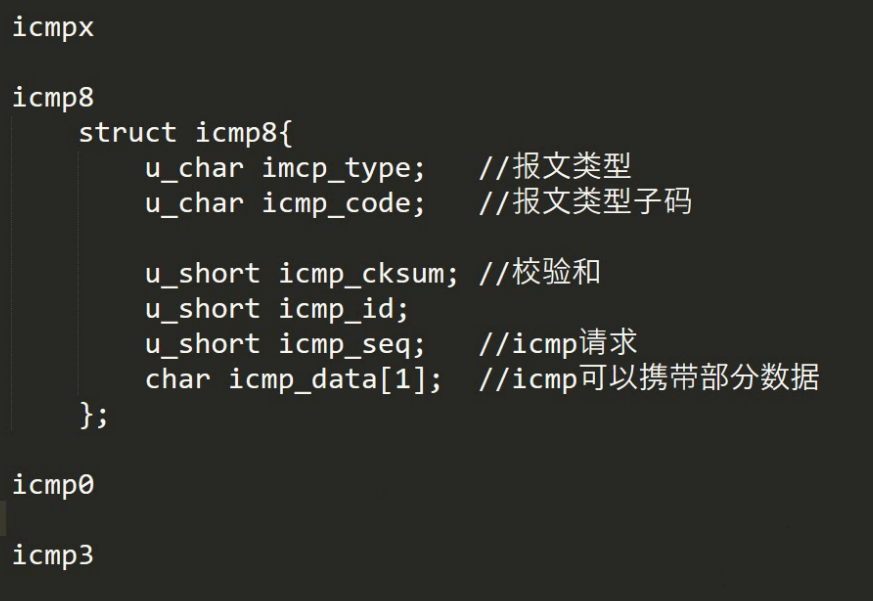 icmpx
icmp8
struct icmp8{
u_char imcp_type; //报文类型
u_char icmp_code; //报文类型子码
u_short icmp_cksum; //校验和
u_short icmp_id;
u_short icmp_seq; //icmp请求
char icmp_data[1]; //icmp可以携带部分数据
};
icmp0
icmp3